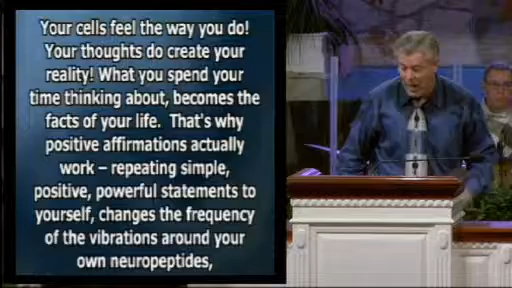 Your cells feel the way you do!
Your thoughts do create your
reality! What you spend your
time thinking about, becomes the
facts of your life. That's why
positive affirmations actually
work – repeating simple,
positive, powerful statements to
yourself, changes the frequency
of the vibrations around your
own neuropeptides,